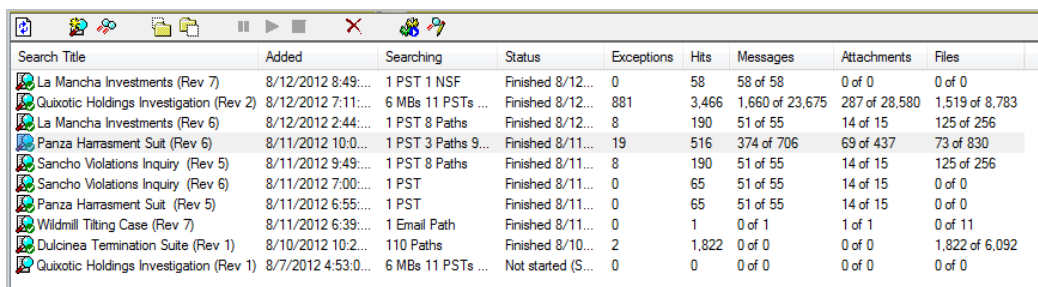 Search Title Added Searching Status Exceptions Hits Messages Attachments Files
La Mancha Investments (Rev 7) 8/12/2012 8:49:... 1 PST 1 NSF Finished 8/12... 0 58 58 of 58 0 of 0 0 of 0
Quixotic Holdings Investigation (Rev 2) 8/12/2012 7:11:... 6 MBs 11 PSTs ... Finished 8/12... 881 3,466 1,660 of 23,675 287 of 28,580 1,519 of 8,783
La Mancha Investments (Rev 6) 8/12/2012 2:44:... 1 PST 8 Paths Finished 8/12... 8 190 51 of 55 14 of 15 125 of 256
Panza Harrasment Suit (Rev 6) 8/11/2012 10:0... 1 PST 3 Paths 9... Finished 8/11... 19 516 374 of 706 69 of 437 73 of 830
Sancho Violations Inquiry (Rev 5) 8/11/2012 9:49:... 1 PST 8 Paths Finished 8/11... 8 190 51 of 55 14 of 15 125 of 256
Sancho Violations Inquiry (Rev 6) 8/11/2012 7:00:... 1 PST Finished 8/11... 0 65 51 of 55 14 of 15 0 of 0
Panza Harrasment Suit (Rev 5) 8/11/2012 6:55:... 1 PST Finished 8/11... 0 65 51 of 55 14 of 15 0 of 0
Wildmill Tilting Case (Rev 7) 8/11/2012 6:39:... 1 Email Path Finished 8/11... 0 1 0 of 1 1 of 1 0 of 11
Dulcinea Termination Suite (Rev 1) 8/10/2012 10:2... 110 Paths Finished 8/10... 2 1,822 0 of 0 0 of 0 1,822 of 6,092
Quixotic Holdings Investigation (Rev 1) 8/7/2012 4:53:0... 6 MBs 11 PSTs ... Not started (S... 0 0 0 of 0 0 of 0 0 of 0